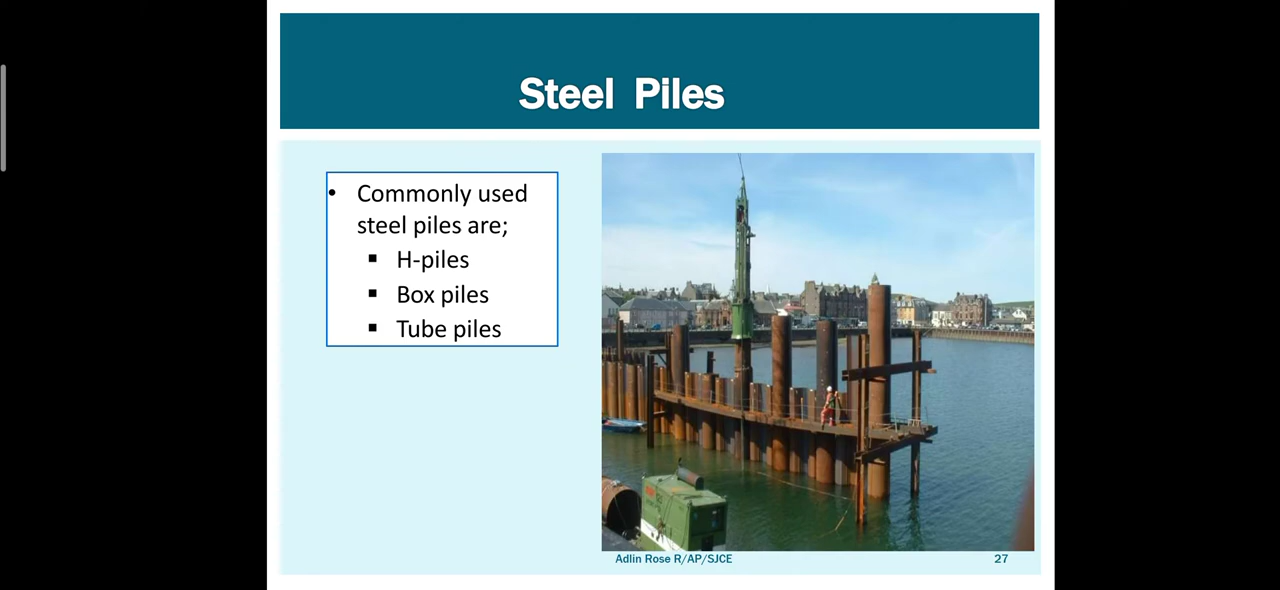 Steel Piles
• Commonly used
steel piles are;
▪ H-piles
▪ Box piles
▪ Tube piles
Adlin Rose R/AP/SJCE
27